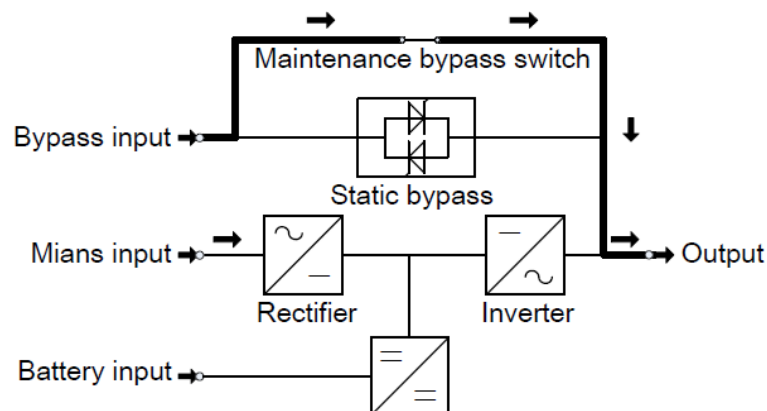 Maintenance bypass switch
Bypass input
Static bypass
Mians input
Output
Rectifier
Inverter
Battery input